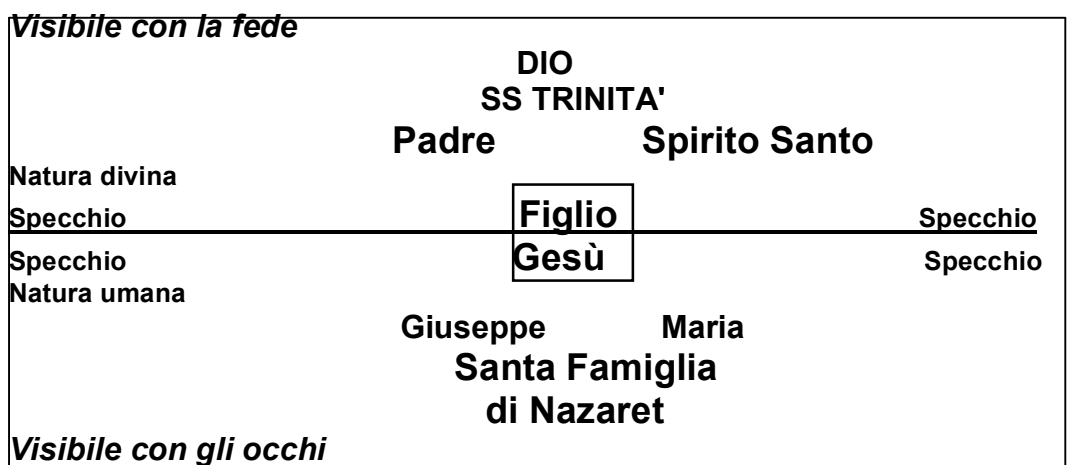 Visibile con la fede
DIO
SS TRINITA'
Padre Spirito Santo
Natura divina
Specchio Figlio Specchio
Specchio Gesù Specchio
Natura umana
Giuseppe Maria
Santa Famiglia
di Nazaret
Visibile con gli occhi